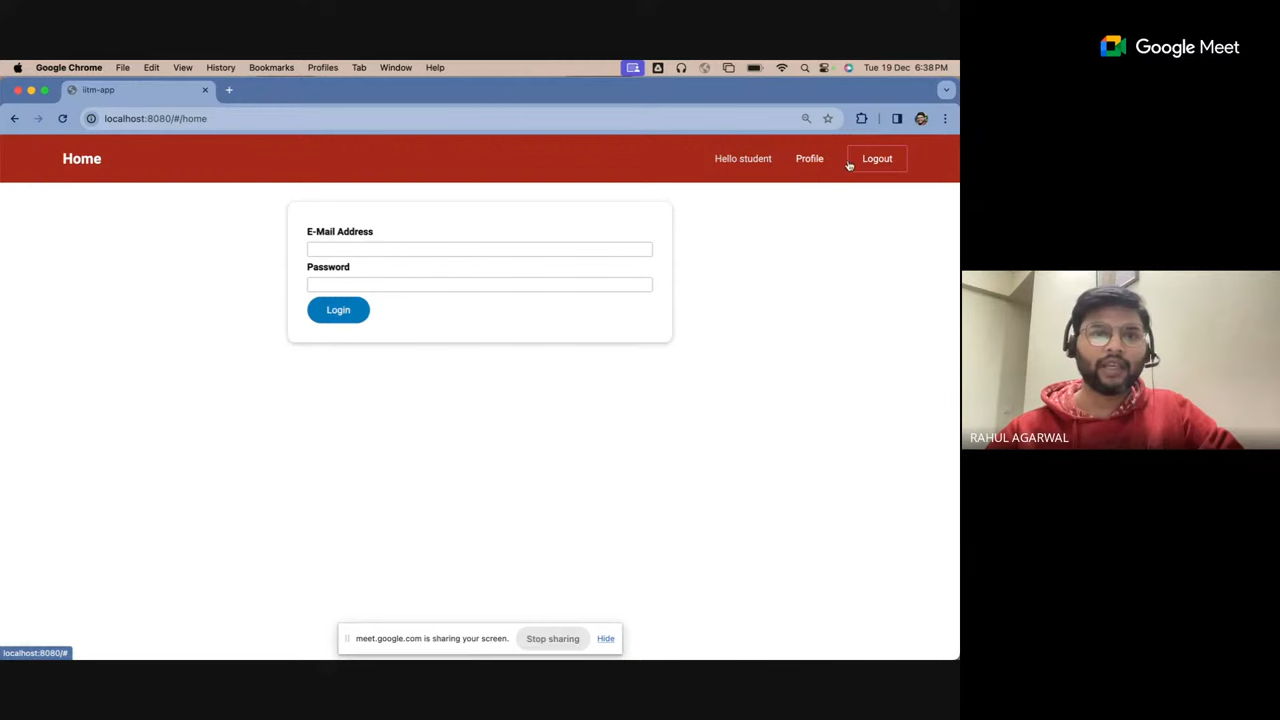 Google Meet
Google Chrome File Edit View History Bookmarks Profiles Tab Window Help Tue 19 Dec 6:38 PM
iitm-app
localhost:8080/#/home
Home Hello student Profile Logout
E-Mail Address
Password
Login
RAHUL AGARWAL
meet.google.com is sharing your screen. Stop sharing Hide
localhost:8080/#